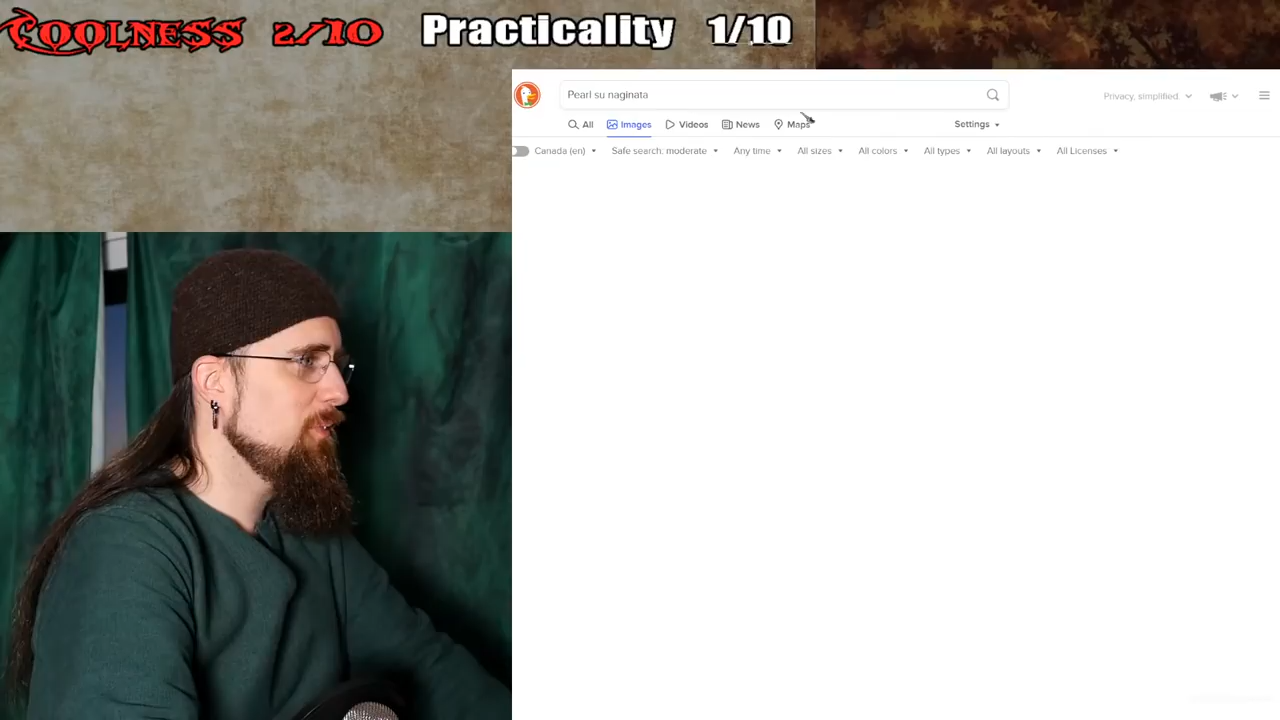 COOLNESS 2/10 Practicality 1/10
Pearl su naginata
Privacy, simplified
All Images Videos News Maps Settings
Canada (en) Safe search: moderate Any time All sizes All colors All types All layouts All Licenses